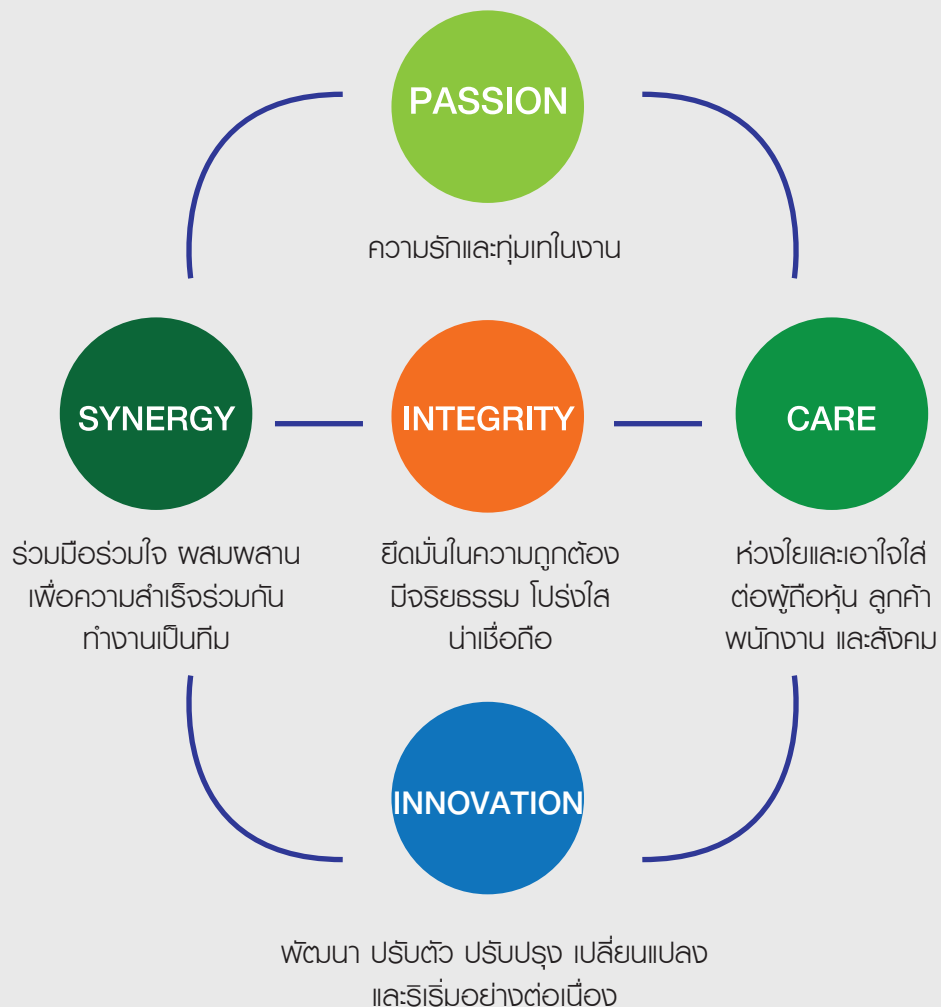 PASSION
ความรักและทุ่มเทในงาน
SYNERGY
ร่วมมือร่วมใจ ผสมผสาน
เพื่อความสำเร็จร่วมกัน
ทำงานเป็นทีม
INTEGRITY
ยึดมั่นในความถูกต้อง
มีจริยธรรม โปร่งใส
น่าเชื่อถือ
CARE
ห่วงใยและเอาใจใส่
ต่อผู้ถือหุ้น ลูกค้า
พนักงาน และสังคม
INNOVATION
พัฒนา ปรับตัว ปรับปรุง เปลี่ยนแปลง
และริเริ่มอย่างต่อเนื่อง